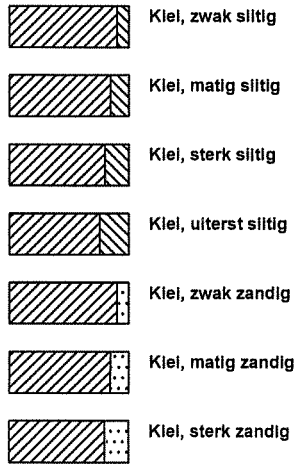 Klei, zwak siltig
Klei, matig siltig
Klei, sterk siltig
Klei, uiterst siltig
Klei, zwak zandig
Klei, matig zandig
Klei, sterk zandig